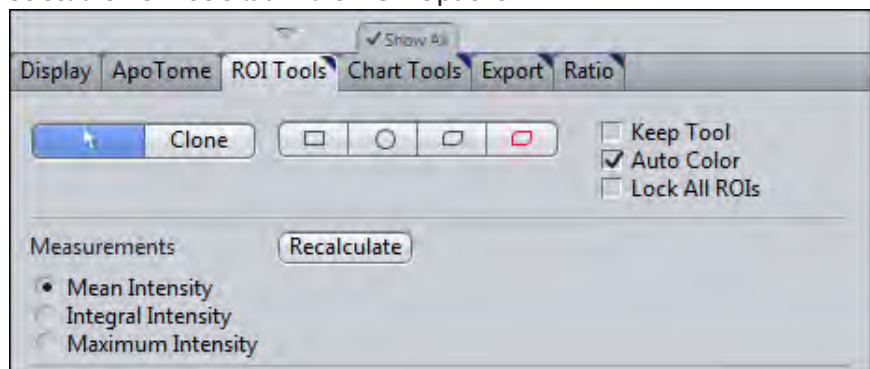 Show All
Display ApoTome ROI Tools Chart Tools Export Ratio
Clone
Keep Tool
Auto Color
Lock All ROIs
Measurements Recalculate
Mean Intensity
Integral Intensity
Maximum Intensity